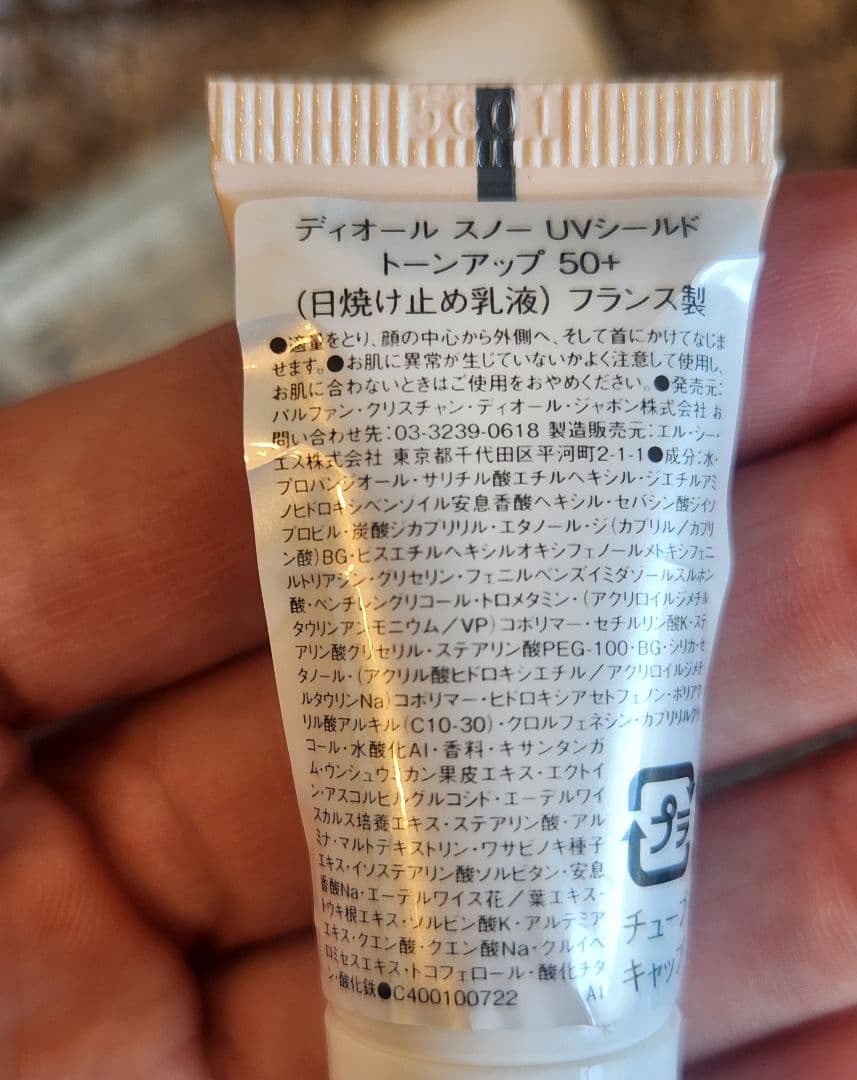 5601
ディオール スノー UVシールド
トーンアップ 50+
(日焼け止め乳液) フランス製
●適量をとり、顔の中心から外側へ、そして首にかけてなじま
せます。●お肌に異常が生じていないかよく注意して使用し、
お肌に合わないときはご使用をおやめください。●発売元:
パルファン・クリスチャン・ディオール・ジャポン株式会社 お
問い合わせ先:03-3239-0618 製造販売元:エル・シー・
エス株式会社 東京都千代田区平河町2-1-1●成分:水・
プロパンジオール・サリチル酸エチルヘキシル・ジエチルアミ
ノヒドロキシベンゾイル安息香酸ヘキシル・セバシン酸ジイソ
プロピル・炭酸ジカプリリル・エタノール・ジ(カプリル/カプリ
ン酸)BG・ビスエチルヘキシルオキシフェノールメトキシフェニ
ルトリアジン・グリセリン・フェニルベンズイミダゾールスルホン
酸・ペンチレングリコール・トロメタミン・(アクリロイルジメチル
タウリンアンモニウム/VP)コポリマー・セチルリン酸K・ステ
アリン酸グリセリル・ステアリン酸PEG-100・BG・シリカ・セ
タノール・(アクリル酸ヒドロキシエチル/アクリロイルジメチ
ルタウリンNa)コポリマー・ヒドロキシアセトフェノン・ポリアク
リル酸アルキル(C10-30)・クロルフェネシン・カプリリルグリ
コール・水酸化Al・香料・キサンタンガ
ム・ウンシュウミカン果皮エキス・エクトイ
ン・アスコルビルグルコシド・エーデルワイ
スカルス培養エキス・ステアリン酸・アル
ミナ・マルトデキストリン・ワサビノキ種子
エキス・イソステアリン酸ソルビタン・安息
香酸Na・エーデルワイス花/葉エキス・
トウキ根エキス・ソルビン酸K・アルテミア
エキス・クエン酸・クエン酸Na・クルイベ
ロミセスエキス・トコフェロール・酸化チタ
ン・酸化鉄●C400100722 A1
プラ
チューブ
キャップ